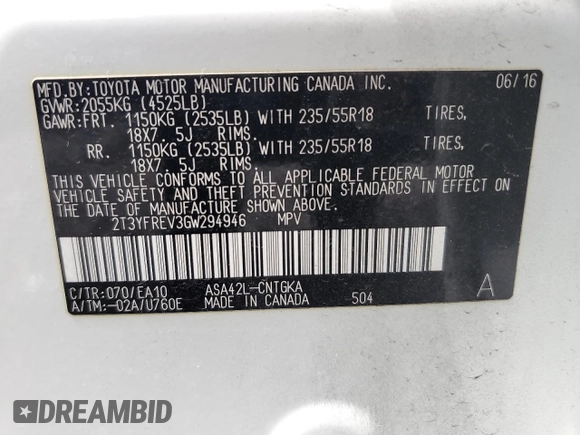 MFD.BY:TOYOTA MOTOR MANUFACTURING CANADA INC. 06/16
GVWR:2055KG (4525LB)
GAWR:FRT. 1150KG (2535LB) WITH 235/55R18 TIRES,
18X7.5J RIMS.
RR. 1150KG (2535LB) WITH 235/55R18 TIRES,
18X7.5J RIMS.
THIS VEHICLE CONFORMS TO ALL APPLICABLE FEDERAL MOTOR
VEHICLE SAFETY AND THEFT PREVENTION STANDARDS IN EFFECT ON
THE DATE OF MANUFACTURE SHOWN ABOVE.
2T3YFREV3GW294946 MPV
C/TR:070/EA10 ASA42L-CNTGKA A
A/TM:-02A/U760E MADE IN CANADA 504
DREAMBID